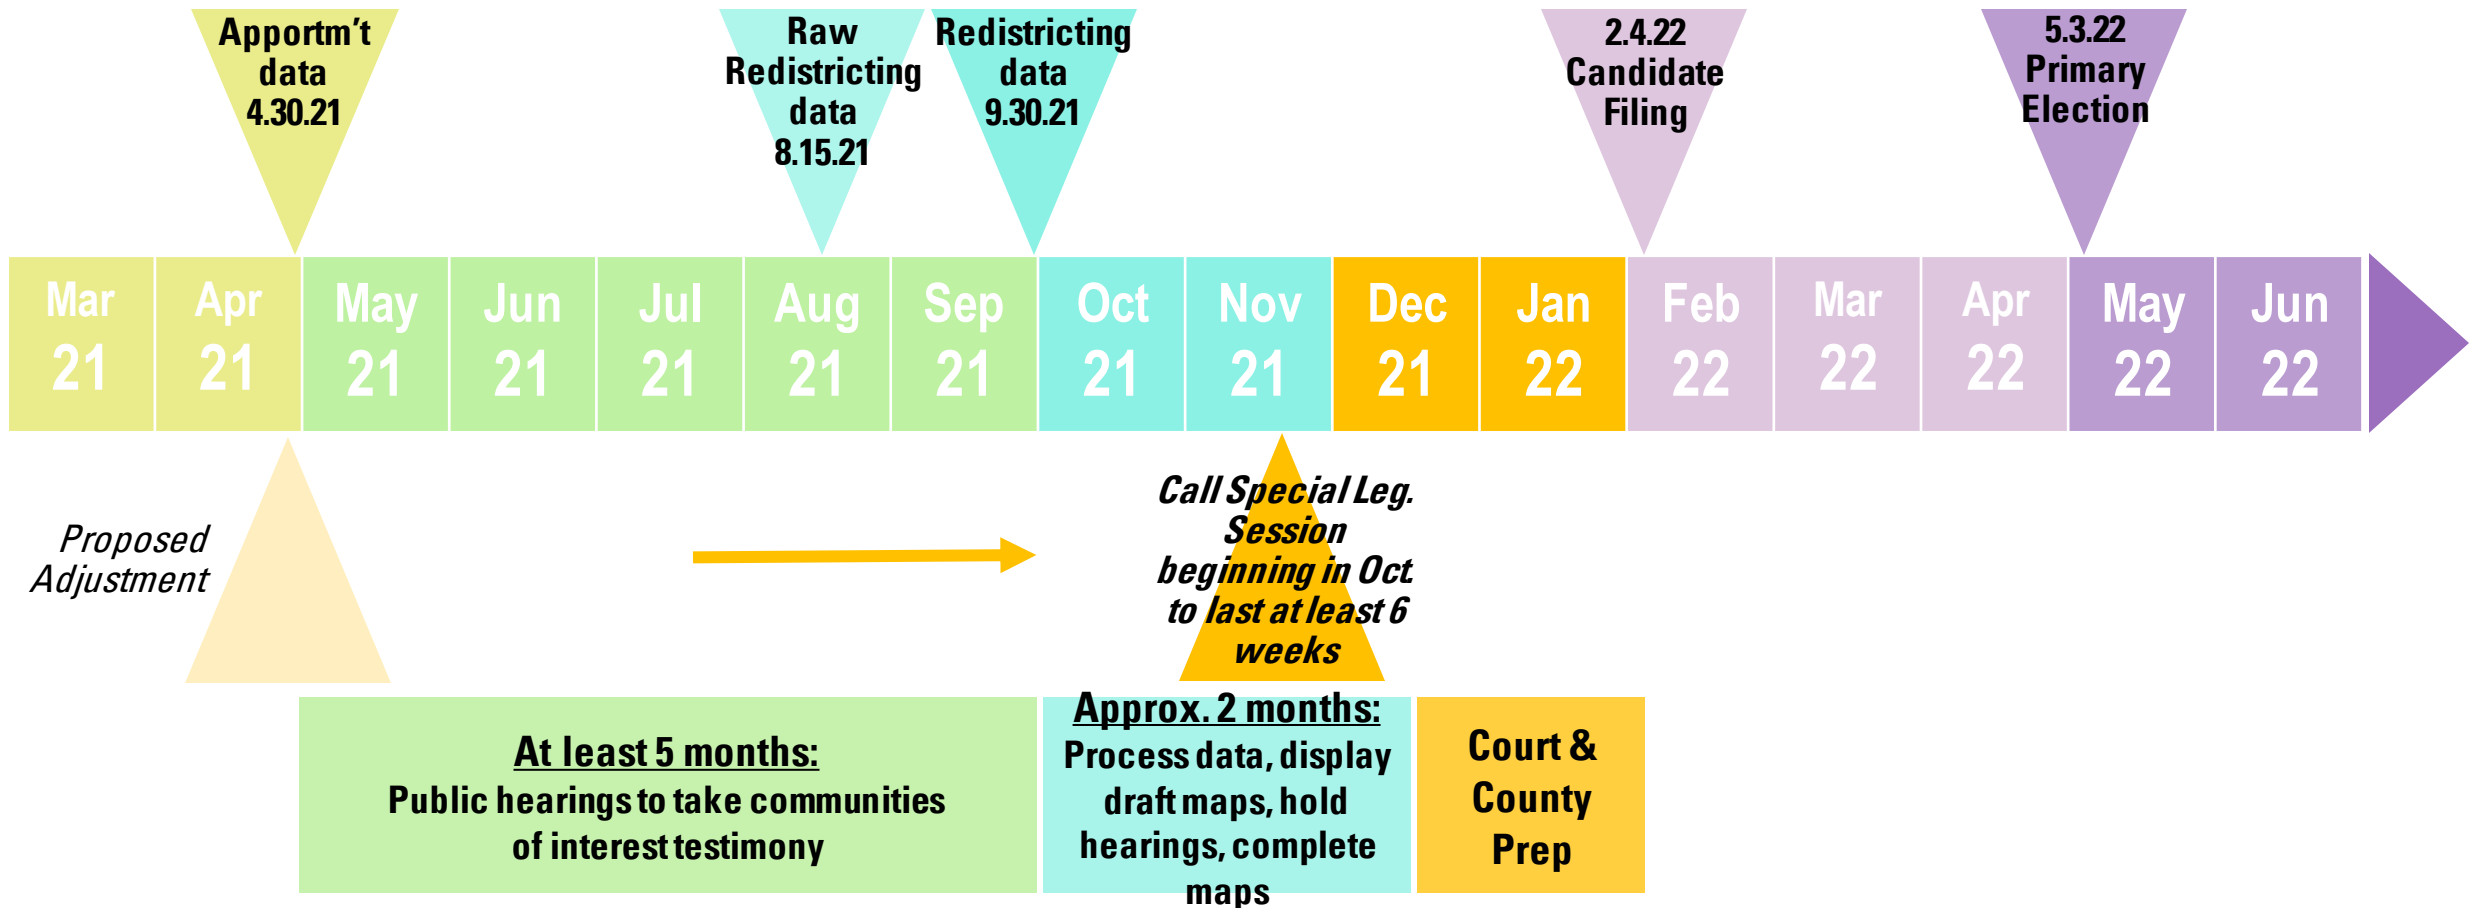 Apportm't
data
4.30.21
Raw
Redistricting
data
8.15.21
Redistricting
data
9.30.21
2.4.22
Candidate
Filing
5.3.22
Primary
Election
Mar
21
Apr
21
May
21
Jun
21
Jul
21
Aug
21
Sep
21
Oct
21
Nov
21
Dec
21
Jan
22
Feb
22
Mar
22
Apr
22
May
22
Jun
22
Proposed
Adjustment
Call Special Leg.
Session
beginning in Oct.
to last at least 6
weeks
At least 5 months:
Public hearings to take communities
of interest testimony
Approx. 2 months:
Process data, display
draft maps, hold
hearings, complete
maps
Court &
County
Prep